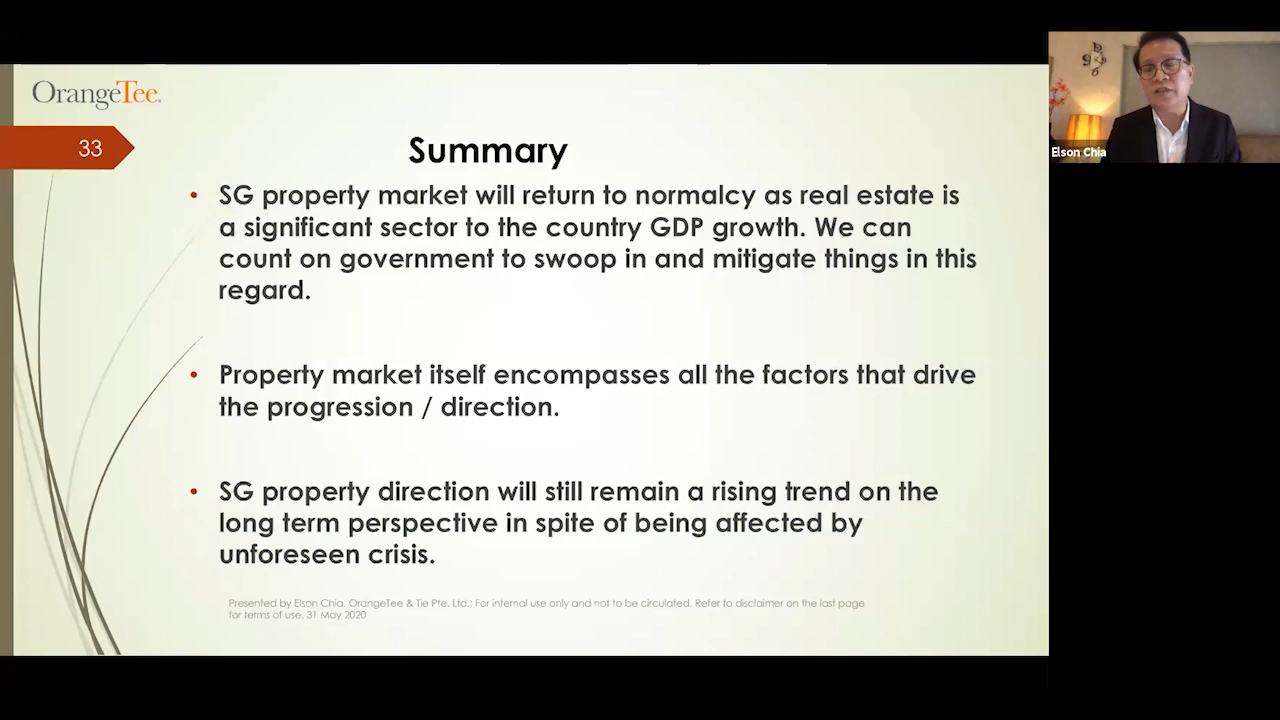 OrangeTee
33
Summary
• SG property market will return to normalcy as real estate is
a significant sector to the country GDP growth. We can
count on government to swoop in and mitigate things in this
regard.
• Property market itself encompasses all the factors that drive
the progression / direction.
• SG property direction will still remain a rising trend on the
long term perspective in spite of being affected by
unforeseen crisis.
Presented by Elson Chia, OrangeTee & Tie Pte. Ltd.: For internal use only and not to be circulated. Refer to disclaimer on the last page
for terms of use. 31 May 2020
Elson Chia